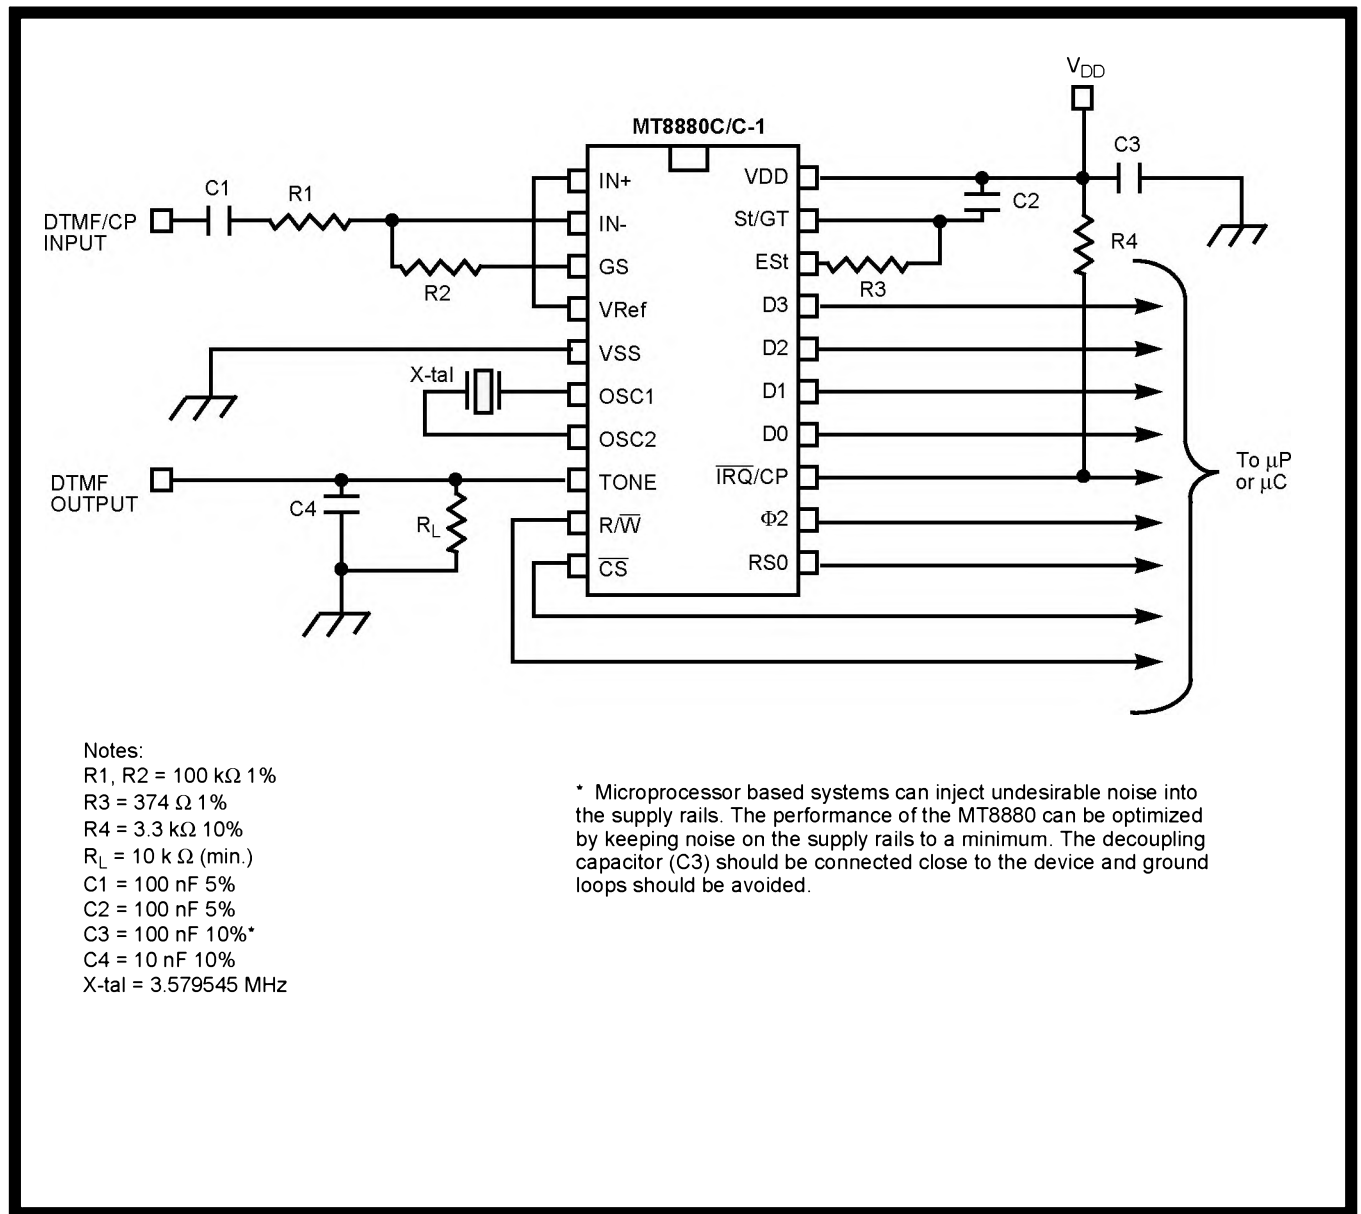 V_DD
MT8880C/C-1
C3
C1
R1
IN+
VDD
C2
DTMF/CP
INPUT
IN-
St/GT
R4
GS
ESt
R2
R3
VRef
D3
VSS
D2
X-tal
OSC1
D1
OSC2
D0
To µP
or µC
DTMF
OUTPUT
TONE
I̅R̅Q̅/CP
C4
R_L
R/W̅
Φ2
C̅S̅
RS0
Notes:
R1, R2 = 100 kΩ 1%
R3 = 374 Ω 1%
R4 = 3.3 kΩ 10%
R_L = 10 k Ω (min.)
C1 = 100 nF 5%
C2 = 100 nF 5%
C3 = 100 nF 10%*
C4 = 10 nF 10%
X-tal = 3.579545 MHz
* Microprocessor based systems can inject undesirable noise into
the supply rails. The performance of the MT8880 can be optimized
by keeping noise on the supply rails to a minimum. The decoupling
capacitor (C3) should be connected close to the device and ground
loops should be avoided.